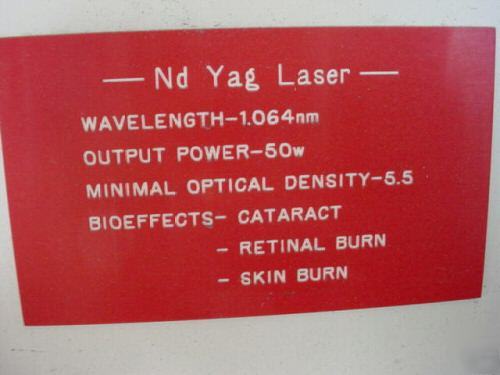 — Nd Yag Laser —
WAVELENGTH-1.064nm
OUTPUT POWER-50w
MINIMAL OPTICAL DENSITY-5.5
BIOEFFECTS- CATARACT
- RETINAL BURN
- SKIN BURN